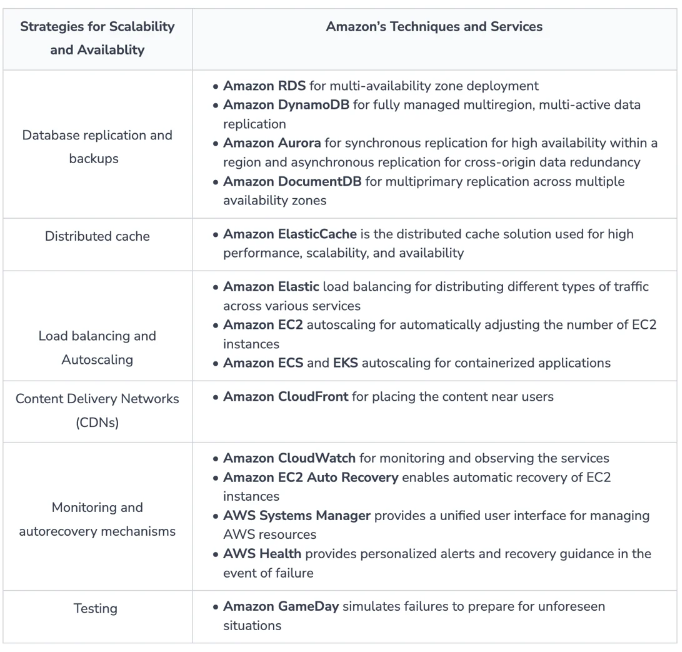 Strategies for Scalability
and Availablity
Amazon's Techniques and Services
Database replication and
backups
• Amazon RDS for multi-availability zone deployment
• Amazon DynamoDB for fully managed multiregion, multi-active data
replication
• Amazon Aurora for synchronous replication for high availability within a
region and asynchronous replication for cross-origin data redundancy
• Amazon DocumentDB for multiprimary replication across multiple
availability zones
Distributed cache
• Amazon ElasticCache is the distributed cache solution used for high
performance, scalability, and availability
Load balancing and
Autoscaling
• Amazon Elastic load balancing for distributing different types of traffic
across various services
• Amazon EC2 autoscaling for automatically adjusting the number of EC2
instances
• Amazon ECS and EKS autoscaling for containerized applications
Content Delivery Networks
(CDNs)
• Amazon CloudFront for placing the content near users
Monitoring and
autorecovery mechanisms
• Amazon CloudWatch for monitoring and observing the services
• Amazon EC2 Auto Recovery enables automatic recovery of EC2
instances
• AWS Systems Manager provides a unified user interface for managing
AWS resources
• AWS Health provides personalized alerts and recovery guidance in the
event of failure
Testing
• Amazon GameDay simulates failures to prepare for unforeseen
situations